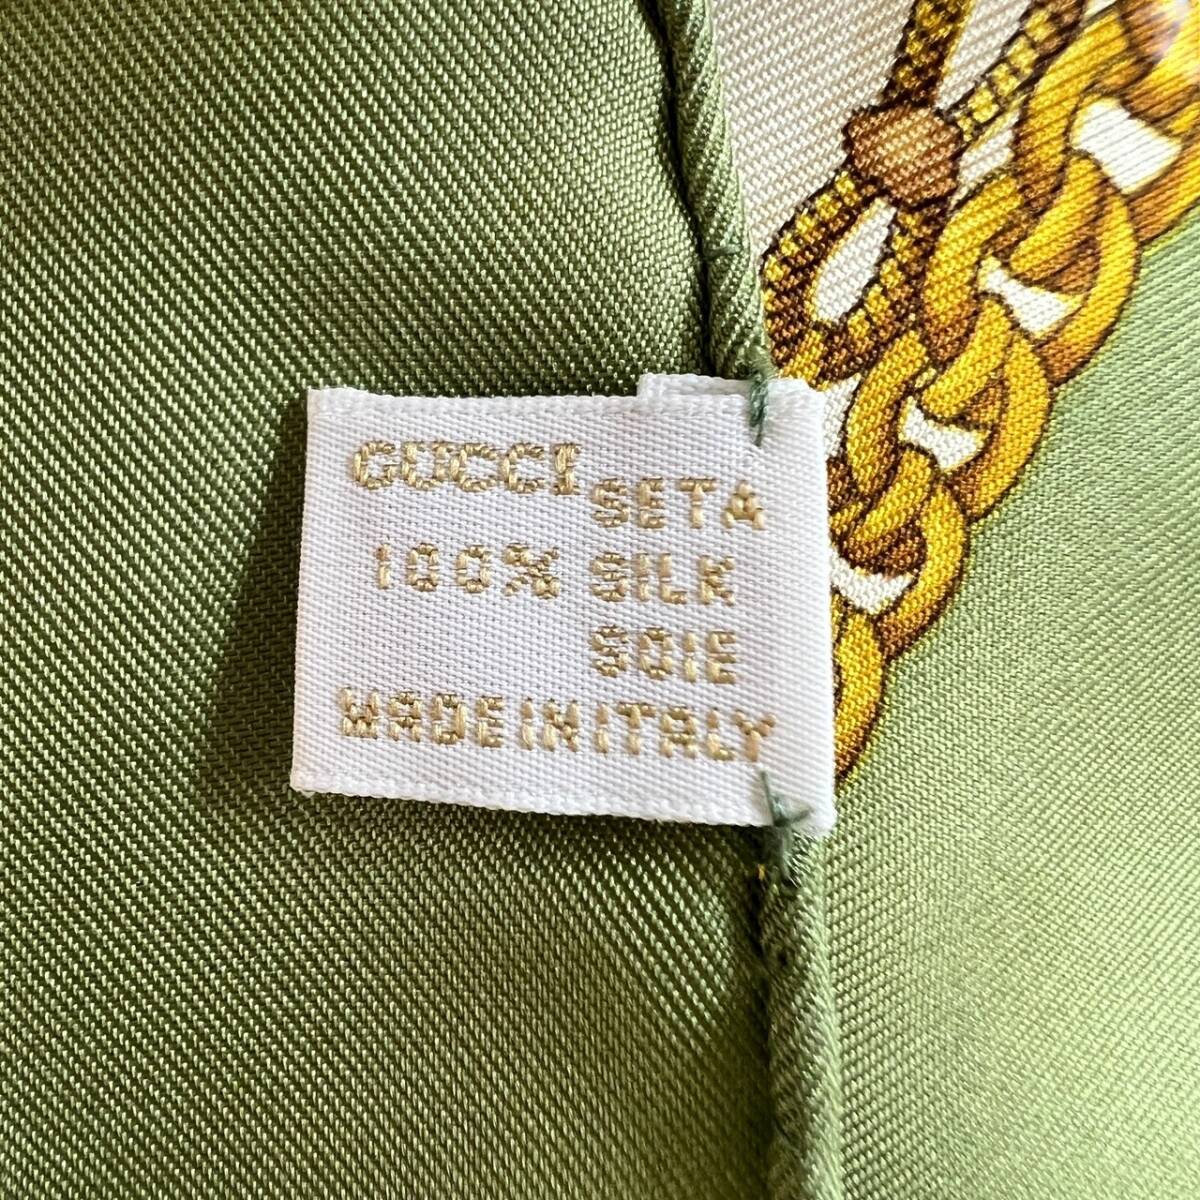 GUCCI SETA
100% SILK
SOIE
MADE IN ITALY